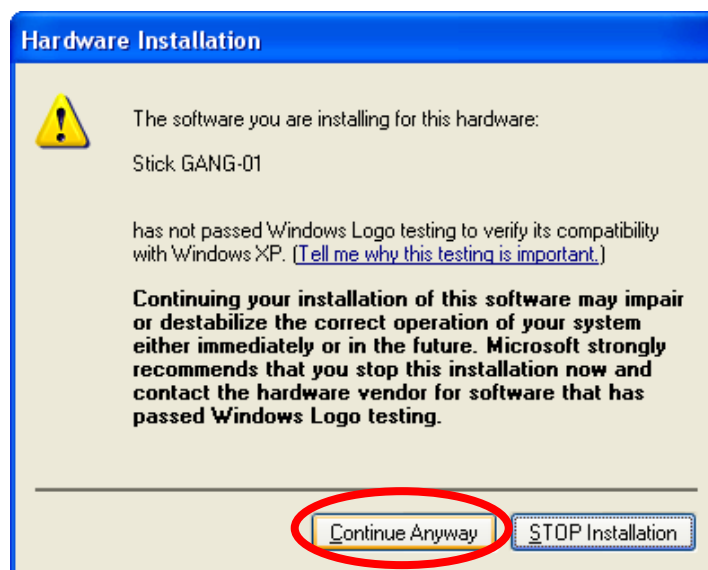 Hardware Installation
The software you are installing for this hardware:
Stick GANG-01
has not passed Windows Logo testing to verify its compatibility
with Windows XP. (Tell me why this testing is important.)
Continuing your installation of this software may impair
or destabilize the correct operation of your system
either immediately or in the future. Microsoft strongly
recommends that you stop this installation now and
contact the hardware vendor for software that has
passed Windows Logo testing.
Continue Anyway
STOP Installation